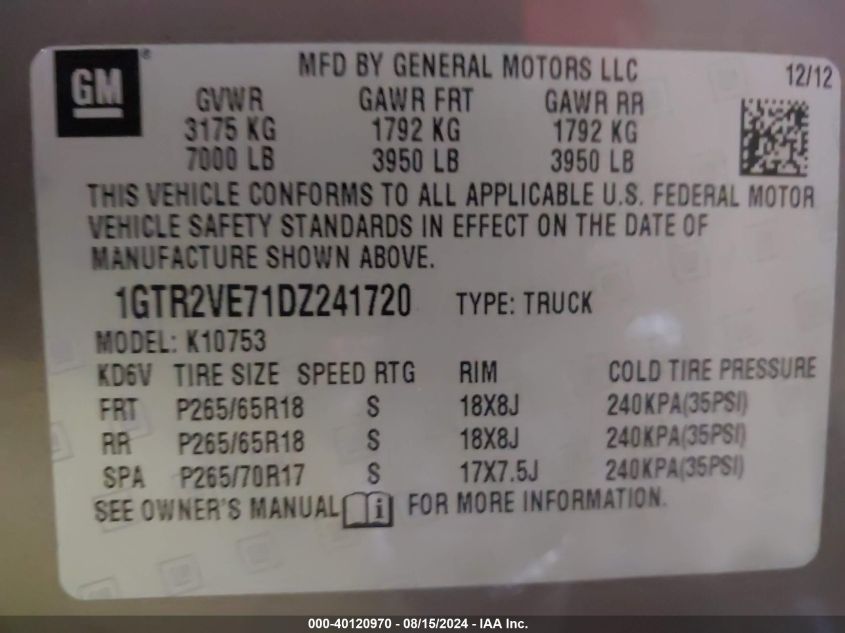 GM
MFD BY GENERAL MOTORS LLC 12/12
GVWR GAWR FRT GAWR RR
3175 KG 1792 KG 1792 KG
7000 LB 3950 LB 3950 LB
THIS VEHICLE CONFORMS TO ALL APPLICABLE U.S. FEDERAL MOTOR
VEHICLE SAFETY STANDARDS IN EFFECT ON THE DATE OF
MANUFACTURE SHOWN ABOVE.
1GTR2VE71DZ241720 TYPE: TRUCK
MODEL: K10753
KD6V TIRE SIZE SPEED RTG RIM COLD TIRE PRESSURE
FRT P265/65R18 S 18X8J 240KPA(35PSI)
RR P265/65R18 S 18X8J 240KPA(35PSI)
SPA P265/70R17 S 17X7.5J 240KPA(35PSI)
SEE OWNER'S MANUAL i FOR MORE INFORMATION.
000-40120970 - 08/15/2024 - IAA Inc.